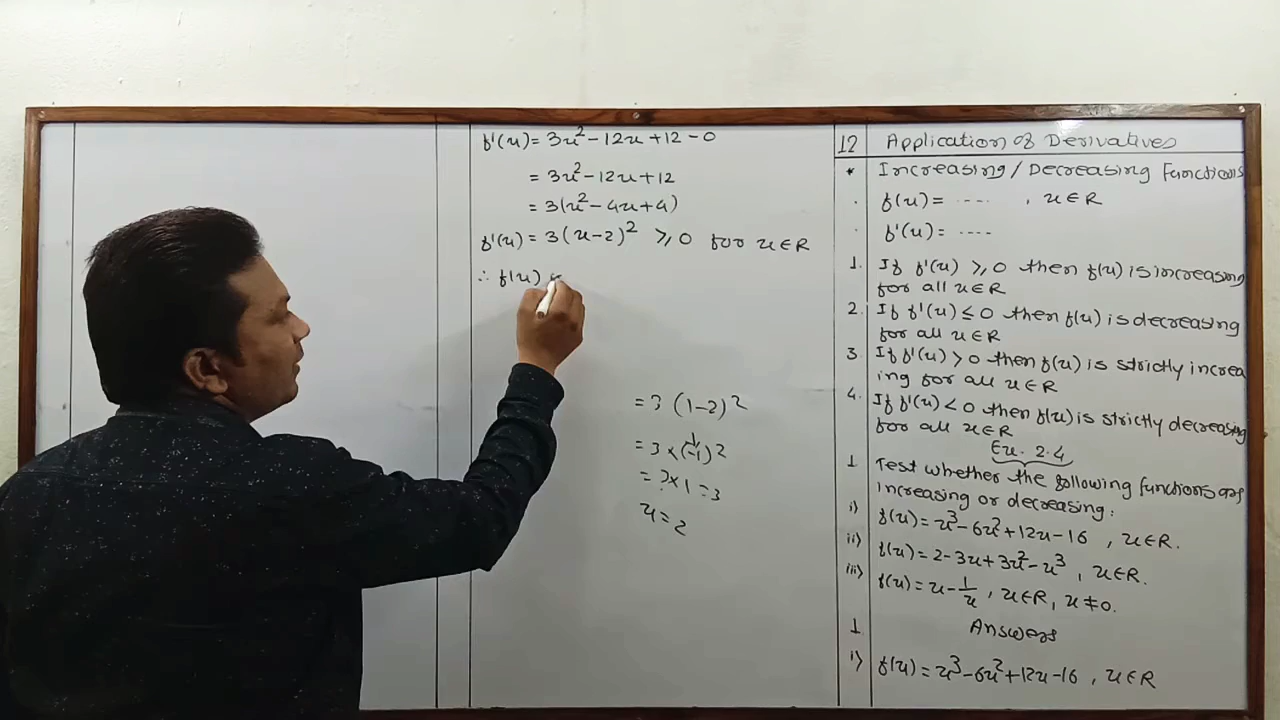 f'(x) = 3x² - 12x + 12 - 0
= 3x² - 12x + 12
= 3(x² - 4x + 4)
f'(x) = 3(x-2)² ≥ 0 for x∈R
∴ f(x)
= 3 (1-2)²
= 3 × (-1)²
= 3 × 1 = 3
x = 2
12 Application of Derivatives
* Increasing / Decreasing Functions
. f(x) = ---- , x∈R
. f'(x) = ----
1. If f'(x) ≥ 0 then f(x) is increasing
for all x∈R
2. If f'(x) ≤ 0 then f(x) is decreasing
for all x∈R
3 If f'(x) > 0 then f(x) is strictly increa
ing for all x∈R
4. If f'(x) < 0 then f(x) is strictly decreasing
for all x∈R
Ex. 2.4
1 Test whether the following functions are
increasing or decreasing:
i) f(x) = x³ - 6x² + 12x - 16 , x∈R.
ii) f(x) = 2 - 3x + 3x² - x³ , x∈R.
iii) f(x) = x - 1/x , x∈R, x ≠ 0.
1. Answers
i) f(x) = x³ - 6x² + 12x - 16 , x∈R